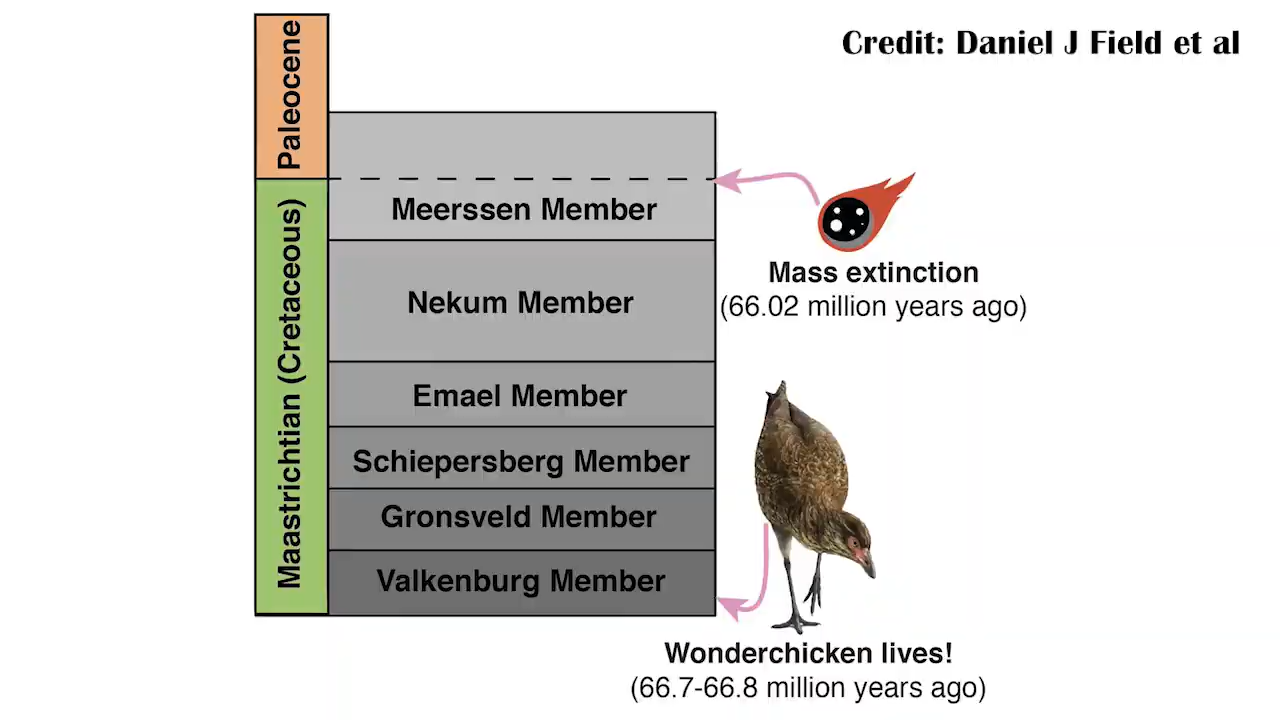 Credit: Daniel J Field et al
Paleocene
Maastrichtian (Cretaceous)
Meerssen Member
Nekum Member
Emael Member
Schiepersberg Member
Gronsveld Member
Valkenburg Member
Mass extinction
(66.02 million years ago)
Wonderchicken lives!
(66.7-66.8 million years ago)